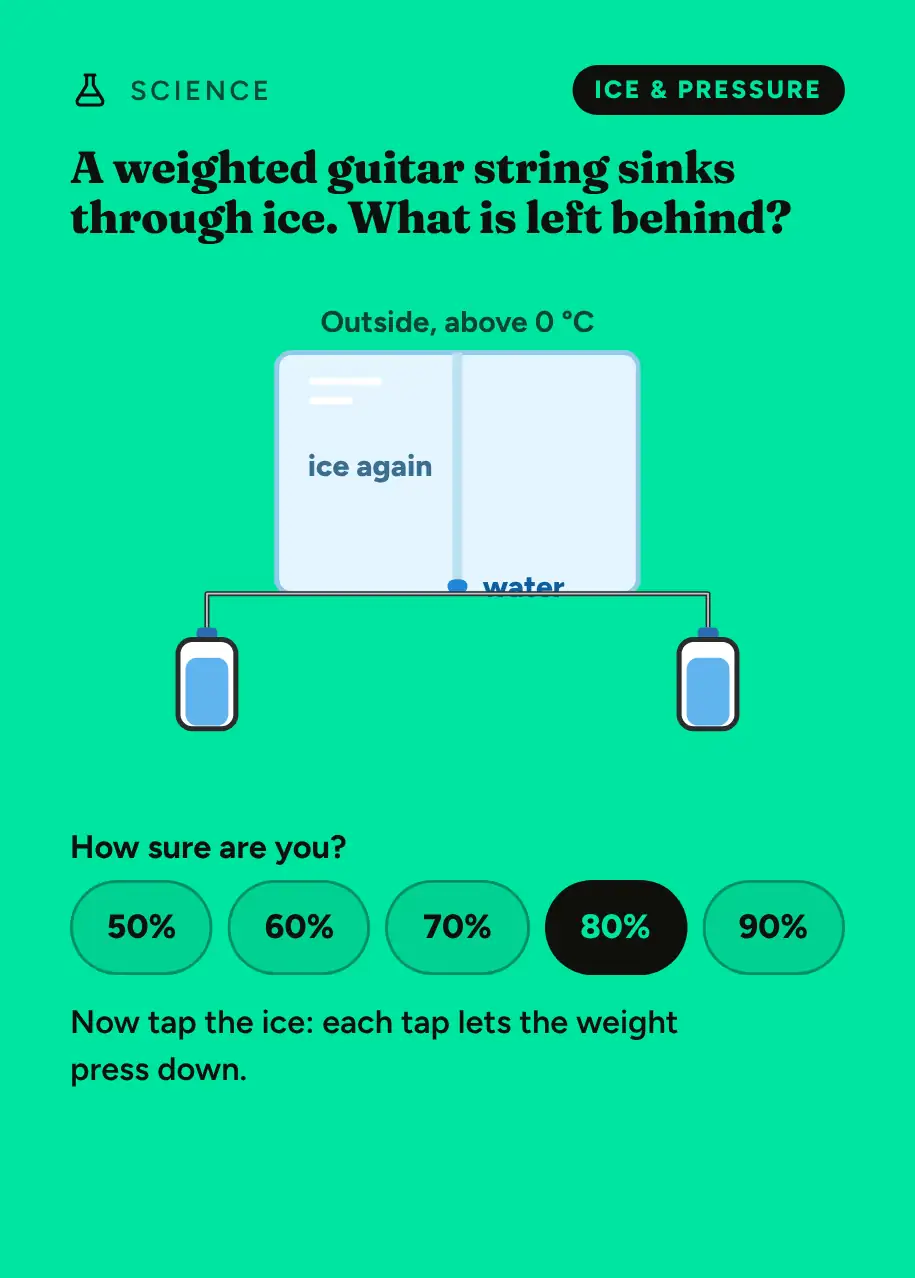 SCIENCE
ICE & PRESSURE
A weighted guitar string sinks
through ice. What is left behind?
Outside, above 0 °C
ice again
water
How sure are you?
50%
60%
70%
80%
90%
Now tap the ice: each tap lets the weight
press down.